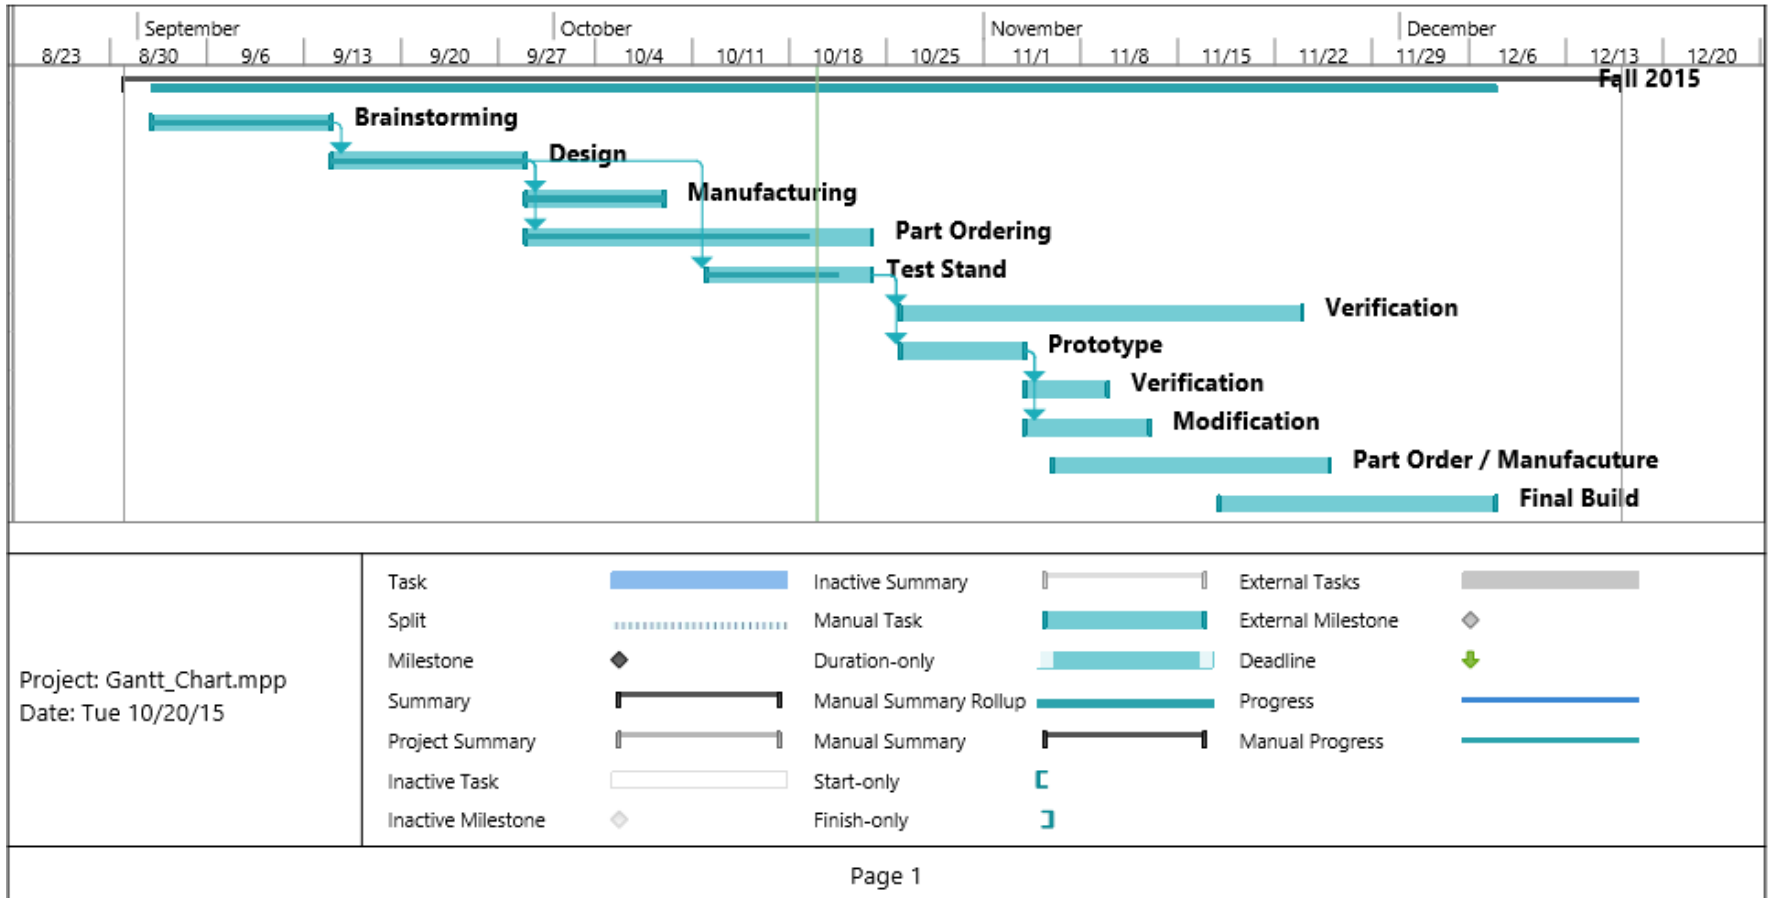 September October November December
8/23 8/30 9/6 9/13 9/20 9/27 10/4 10/11 10/18 10/25 11/1 11/8 11/15 11/22 11/29 12/6 12/13 12/20
Fall 2015
Brainstorming
Design
Manufacturing
Part Ordering
Test Stand
Verification
Prototype
Verification
Modification
Part Order / Manufacuture
Final Build
Project: Gantt_Chart.mpp
Date: Tue 10/20/15
Task
Split
Milestone
Summary
Project Summary
Inactive Task
Inactive Milestone
Inactive Summary
Manual Task
Duration-only
Manual Summary Rollup
Manual Summary
Start-only
Finish-only
External Tasks
External Milestone
Deadline
Progress
Manual Progress
Page 1